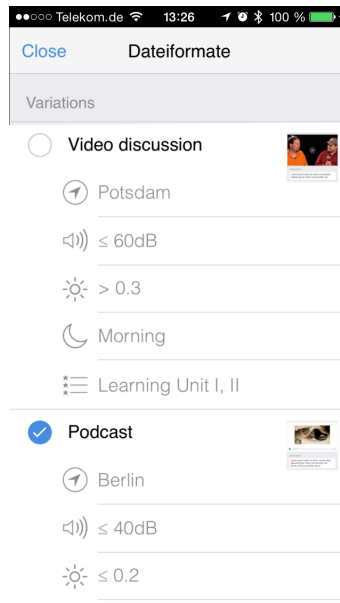 Telekom.de 13:26 100 %
Close Dateiformate
Variations
Video discussion
Potsdam
≤ 60dB
> 0.3
Morning
Learning Unit I, II
Podcast
Berlin
≤ 40dB
≤ 0.2